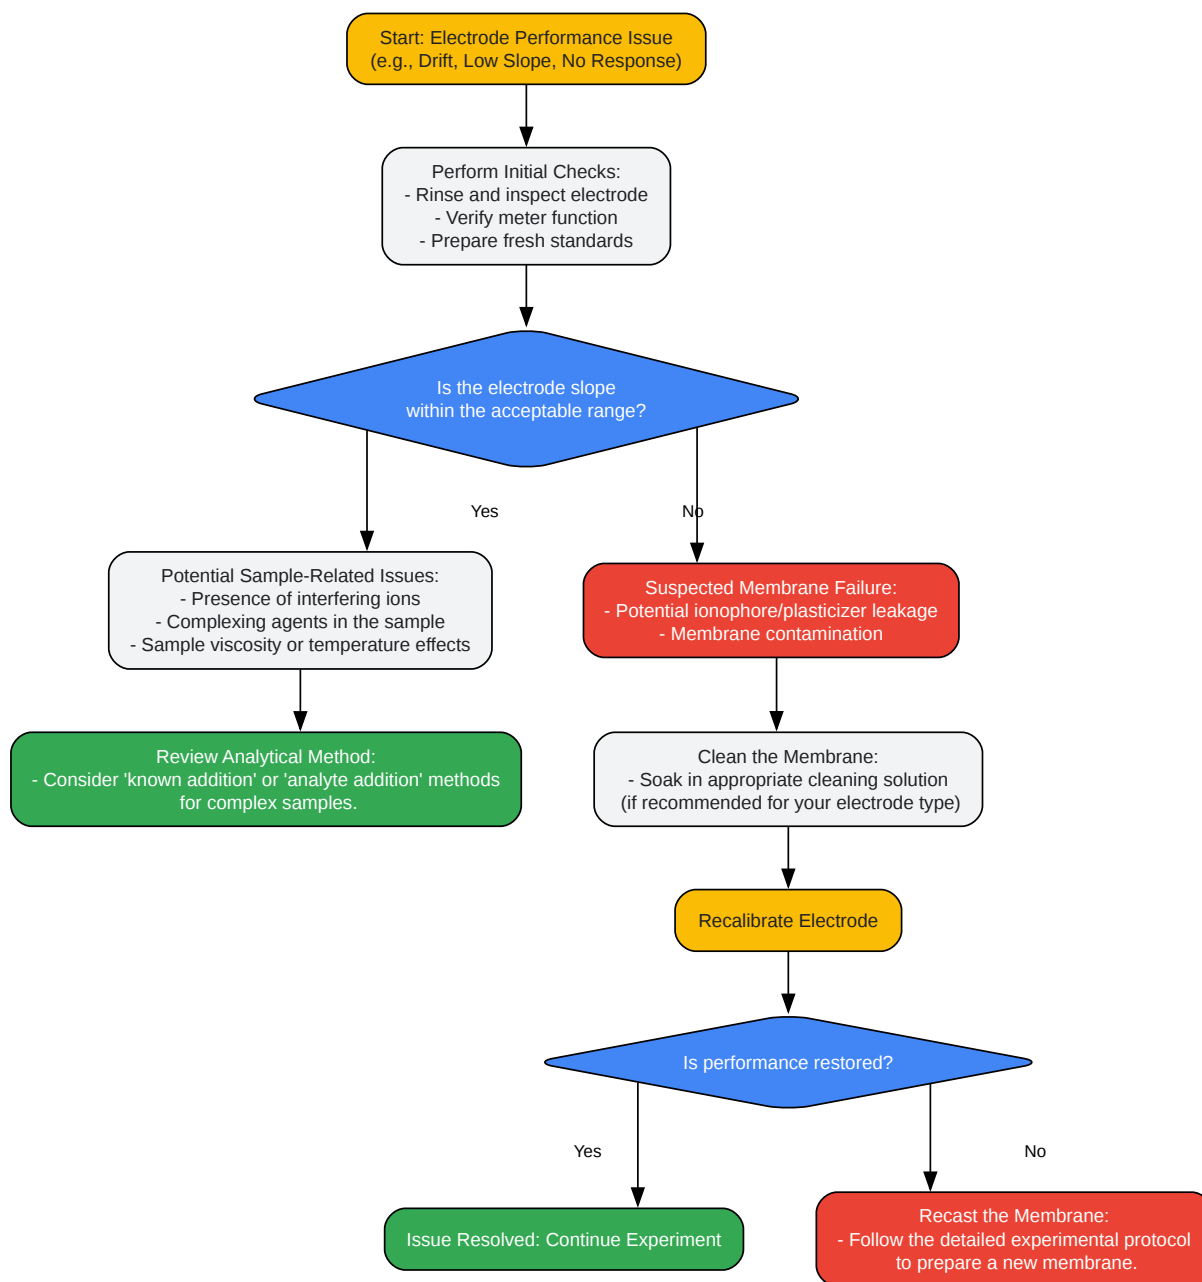 Start: Electrode Performance Issue
(e.g., Drift, Low Slope, No Response)
Perform Initial Checks:
- Rinse and inspect electrode
- Verify meter function
- Prepare fresh standards
Is the electrode slope
within the acceptable range?
Yes
No
Potential Sample-Related Issues:
- Presence of interfering ions
- Complexing agents in the sample
- Sample viscosity or temperature effects
Suspected Membrane Failure:
- Potential ionophore/plasticizer leakage
- Membrane contamination
Review Analytical Method:
- Consider 'known addition' or 'analyte addition' methods
for complex samples.
Clean the Membrane:
- Soak in appropriate cleaning solution
(if recommended for your electrode type)
Recalibrate Electrode
Is performance restored?
Yes
No
Issue Resolved: Continue Experiment
Recast the Membrane:
- Follow the detailed experimental protocol
to prepare a new membrane.